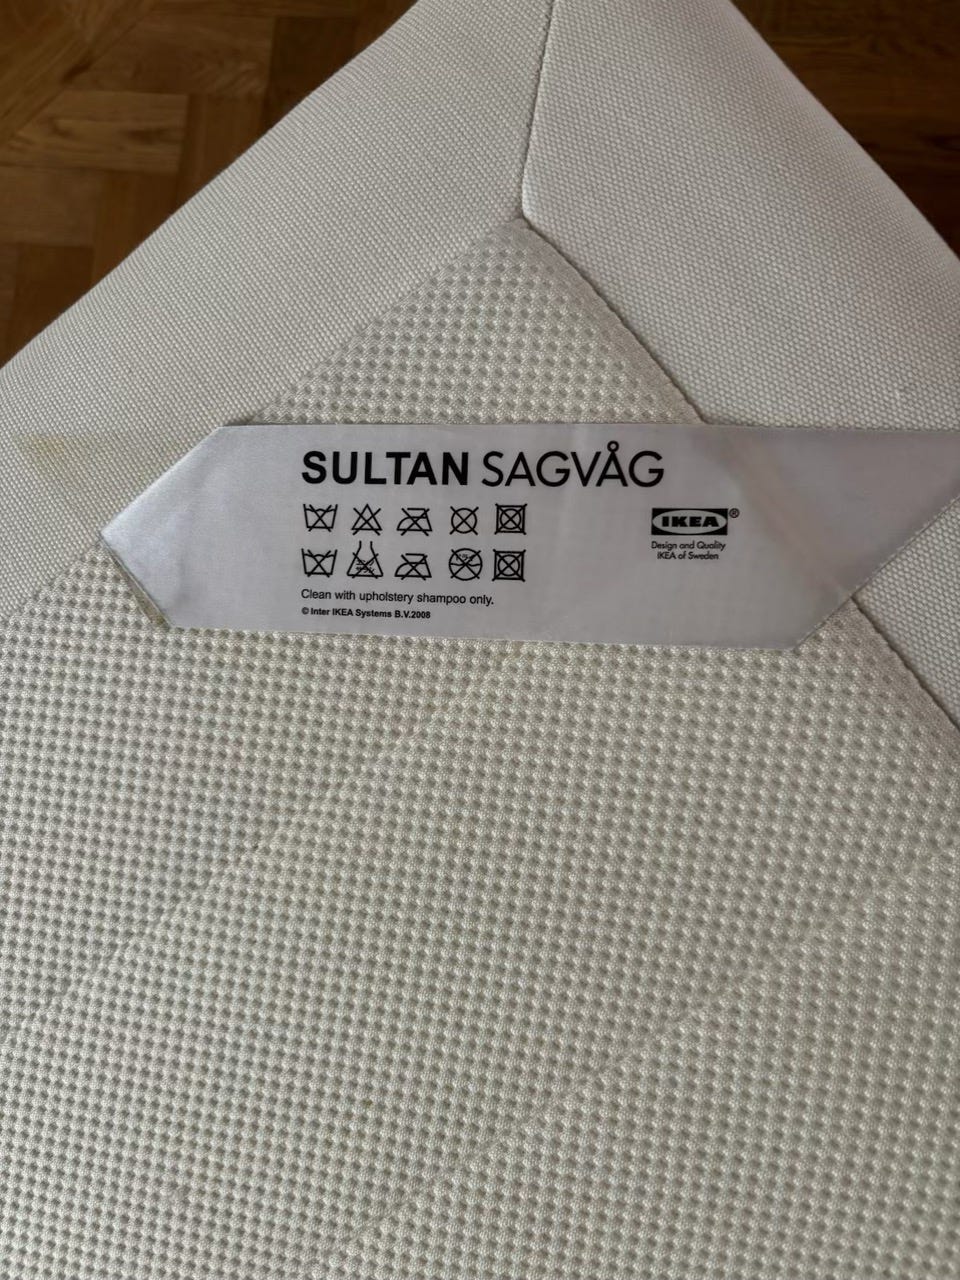 SULTAN SAGVÅG
IKEA®
Design and Quality
IKEA of Sweden
Clean with upholstery shampoo only.
© Inter IKEA Systems B.V.2008